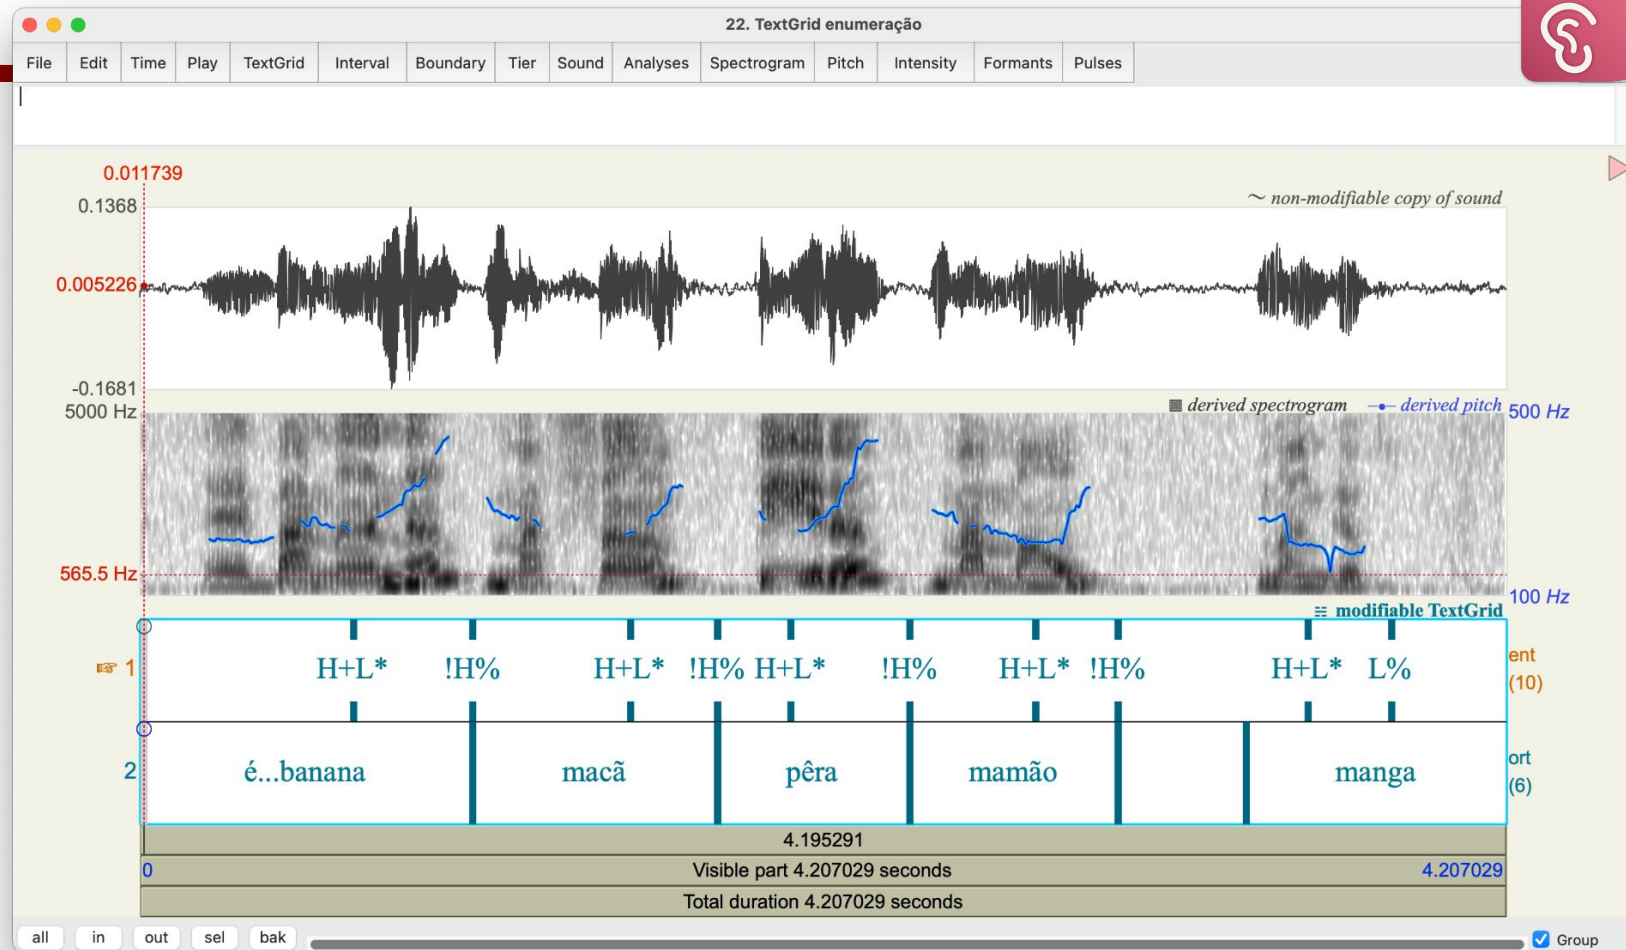 22. TextGrid enumeração
File Edit Time Play TextGrid Interval Boundary Tier Sound Analyses Spectrogram Pitch Intensity Formants Pulses
0.011739
~ non-modifiable copy of sound
0.1368
0.005226
-0.1681
derived spectrogram derived pitch
5000 Hz 500 Hz
565.5 Hz
100 Hz
modifiable TextGrid
1 H+L* !H% H+L* !H% H+L* !H% H+L* !H% H+L* L% ent
(10)
2 é...banana macã pêra mamão manga ort
(6)
4.195291
0 Visible part 4.207029 seconds 4.207029
Total duration 4.207029 seconds
all in out sel bak Group